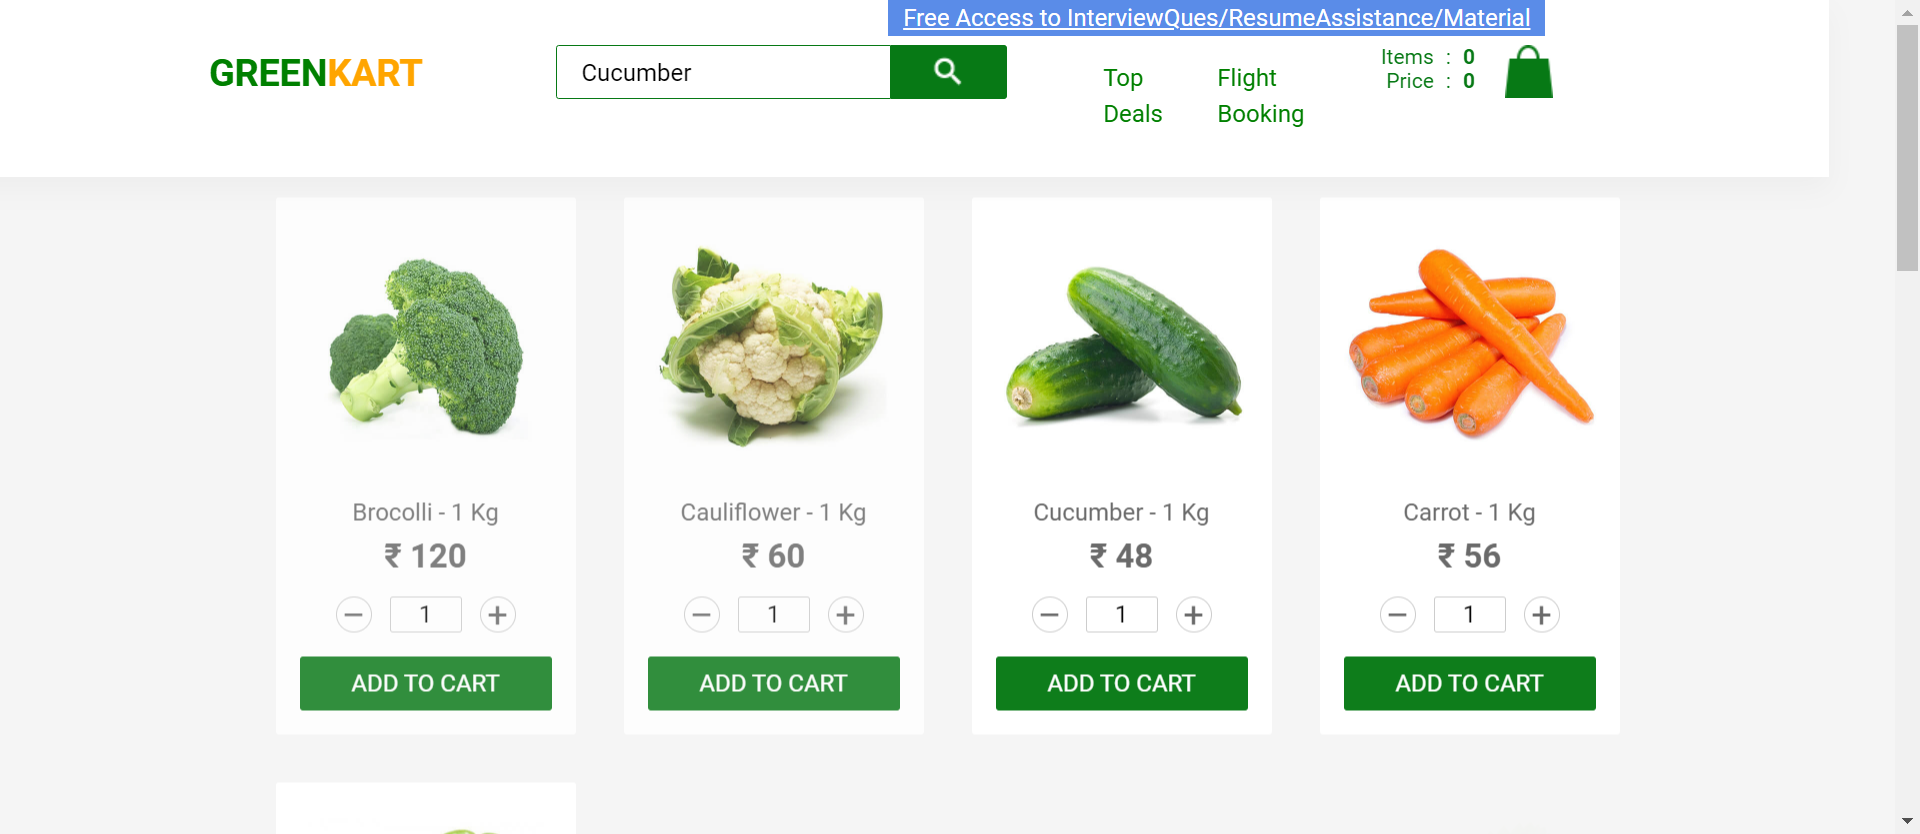 Free Access to InterviewQues/ResumeAssistance/Material
GREENKART
Cucumber
Top Deals
Flight Booking
Items : 0
Price : 0
Brocolli - 1 Kg
₹ 120
1
ADD TO CART
Cauliflower - 1 Kg
₹ 60
1
ADD TO CART
Cucumber - 1 Kg
₹ 48
1
ADD TO CART
Carrot - 1 Kg
₹ 56
1
ADD TO CART